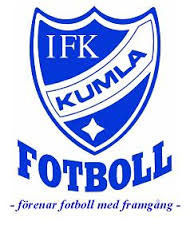 IFK
KUMLA
FOTBOLL
- förenar fotboll med framgång -